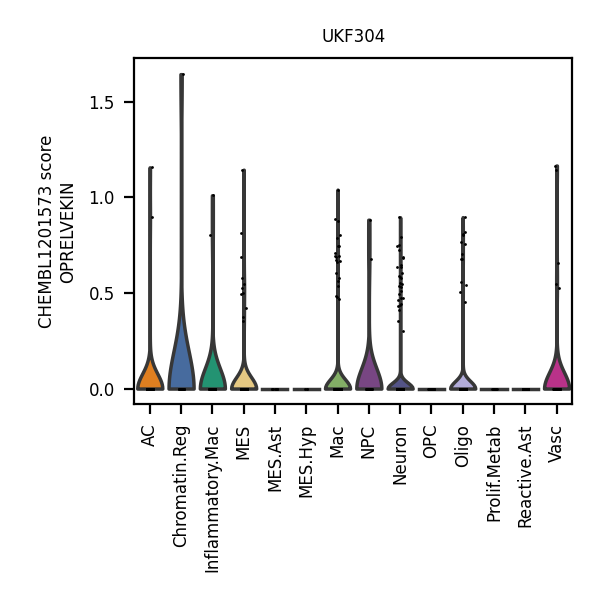 UKF304
CHEMBL1201573 score
OPRELVEKIN
1.5
1.0
0.5
0.0
AC
Chromatin.Reg
Inflammatory.Mac
MES
MES.Ast
MES.Hyp
Mac
NPC
Neuron
OPC
Oligo
Prolif.Metab
Reactive.Ast
Vasc